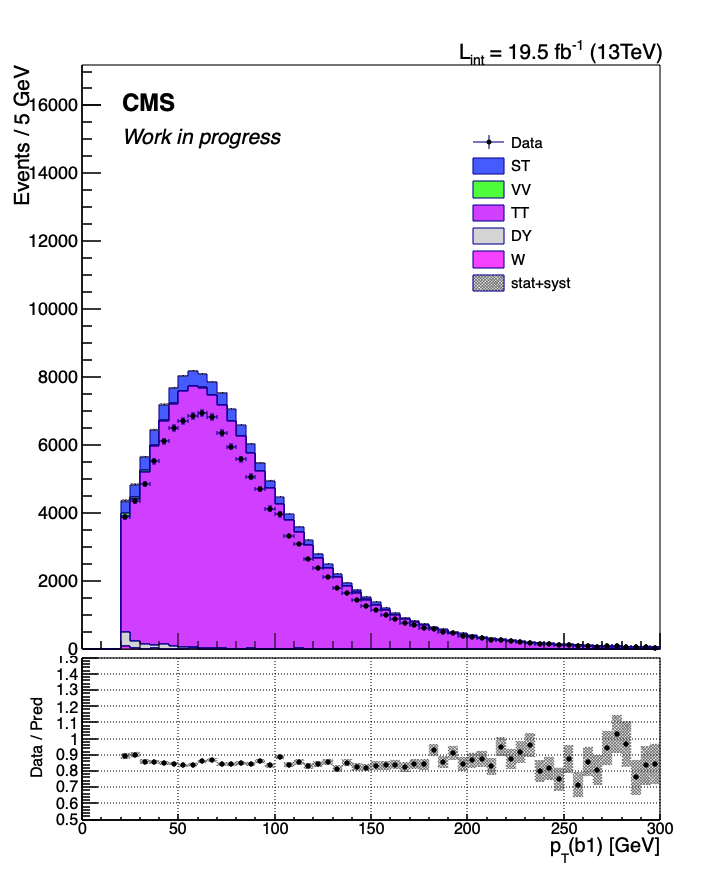 L_int = 19.5 fb^-1 (13TeV)
Events / 5 GeV
CMS
Work in progress
16000
14000
12000
10000
8000
6000
4000
2000
0
Data
ST
VV
TT
DY
W
stat+syst
Data / Pred
1.5
1.4
1.3
1.2
1.1
1
0.9
0.8
0.7
0.6
0.5
0 50 100 150 200 250 300
p_T(b1) [GeV]